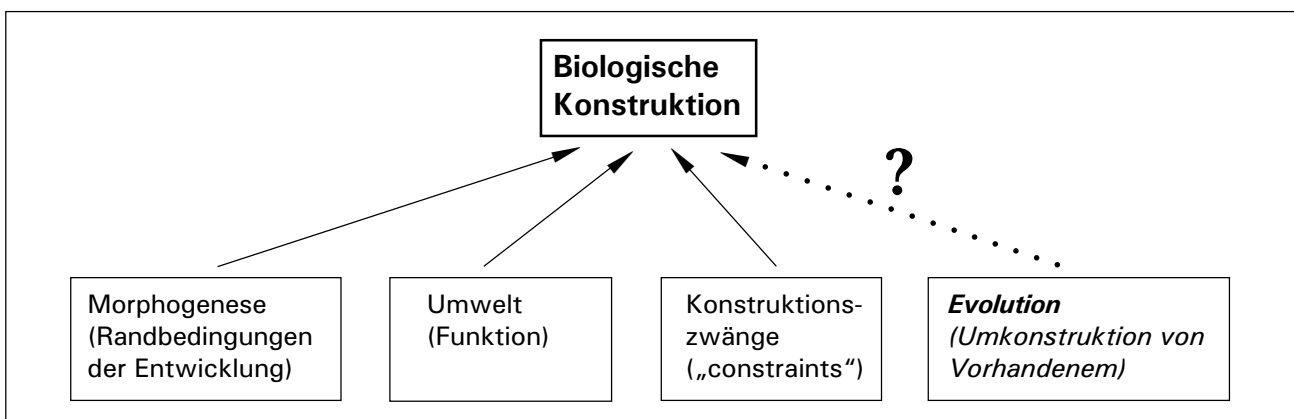 Biologische
Konstruktion
?
Morphogenese
(Randbedingungen
der Entwicklung)
Umwelt
(Funktion)
Konstruktions-
zwänge
(„constraints“)
Evolution
(Umkonstruktion von
Vorhandenem)